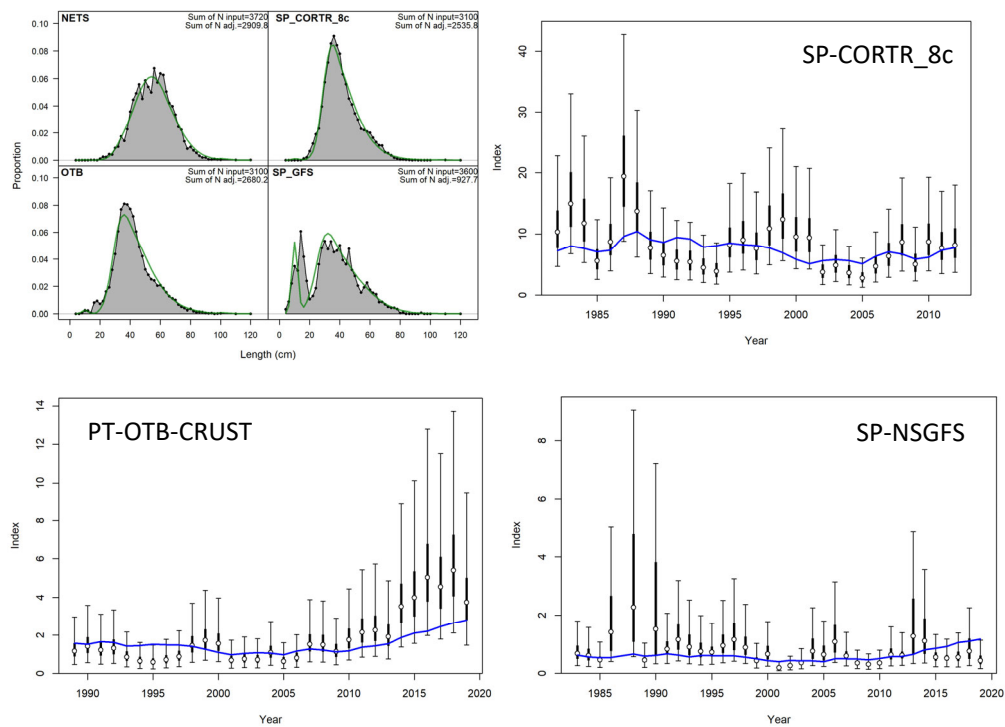 NETS
Sum of N input=3720
Sum of N adj.=2909.8
SP_CORTR_8c
Sum of N input=3100
Sum of N adj.=2535.8
OTB
Sum of N input=3100
Sum of N adj.=2680.2
SP_GFS
Sum of N input=3600
Sum of N adj.=927.7
Proportion
0.10
0.08
0.06
0.04
0.02
0.00
0.10
0.08
0.06
0.04
0.02
0.00
0 20 40 60 80 100 120 0 20 40 60 80 100 120
Length (cm)
SP-CORTR_8c
Index
40
30
20
10
0
1985 1990 1995 2000 2005 2010
Year
PT-OTB-CRUST
Index
14
12
10
8
6
4
2
0
1990 1995 2000 2005 2010 2015 2020
Year
SP-NSGFS
Index
8
6
4
2
0
1985 1990 1995 2000 2005 2010 2015 2020
Year